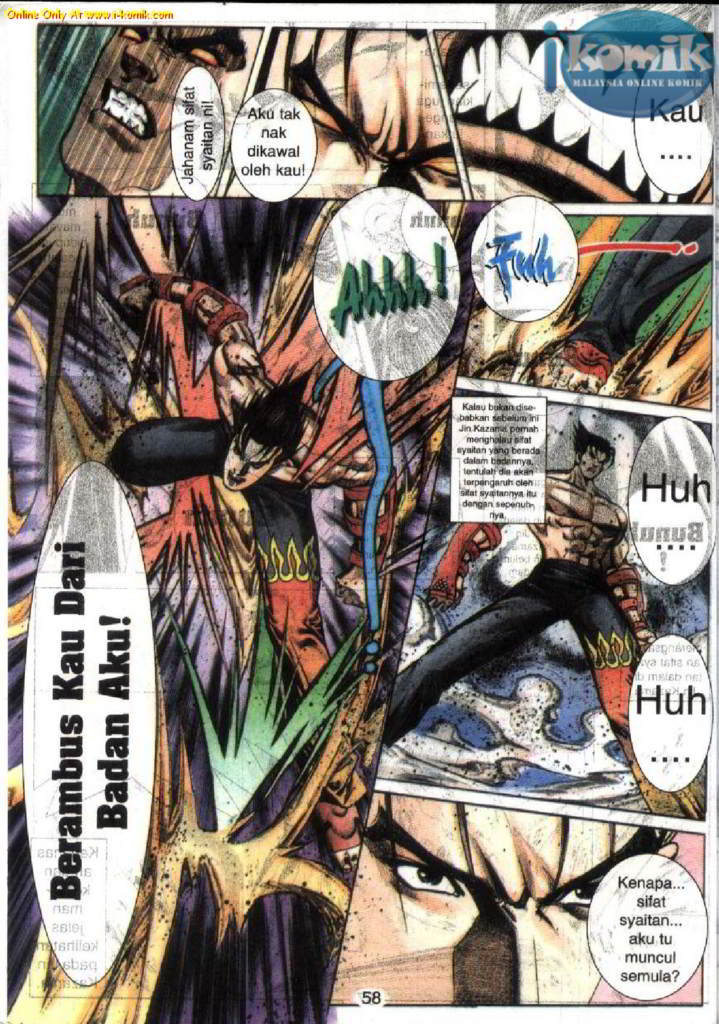 Online Only At www.i-komik.com
ikomik
MALAYSIA ONLINE KOMIK
Jahanam sifat
syaitan ni!
Aku tak
nak
dikawal
oleh kau!
Kau
....
Ahhh!
Fuh
Berambus Kau Dari
Badan Aku!
Kalau bukan dise-
babkan sebelum ini
Jin Kazama pernah
menghalau sifat
syaitan yang berada
dalam badannya,
tentulah dia akan
terpengaruh oleh
sifat syaitannya itu
dengan sepenuh-
nya.
Huh
....
Huh
....
Kenapa...
sifat
syaitan...
aku tu
muncul
semula?
58